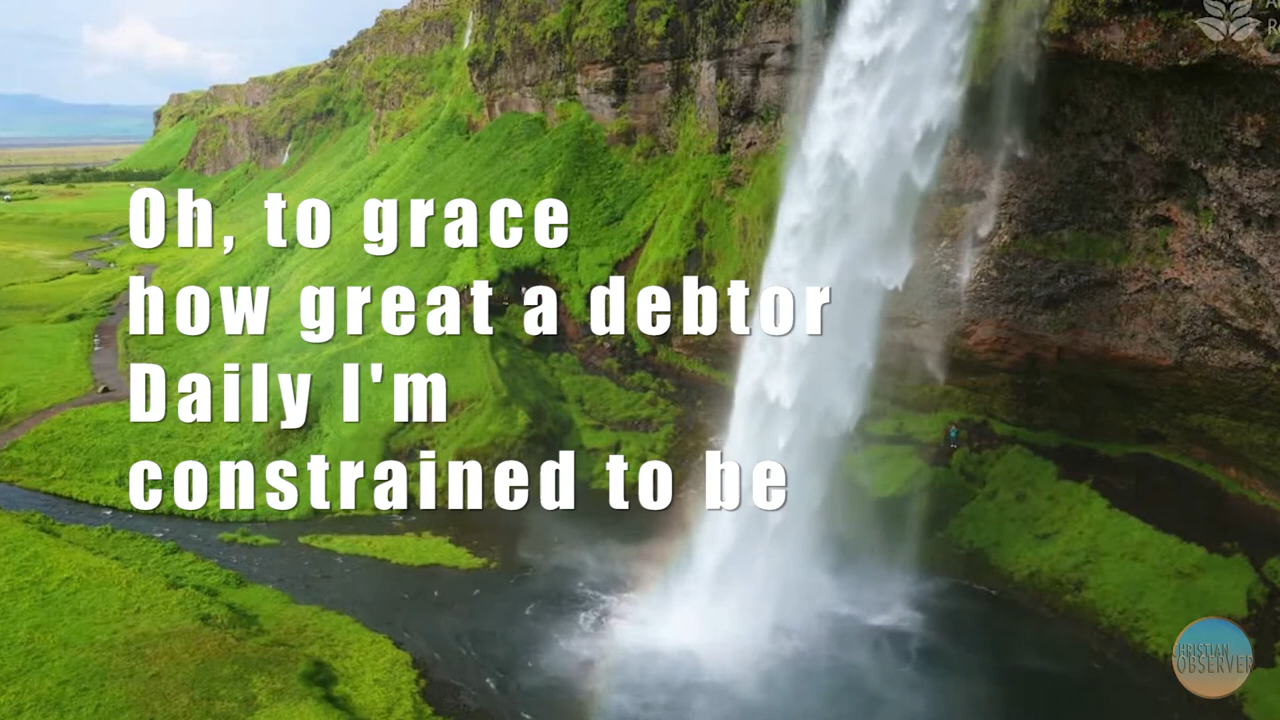 Oh, to grace
how great a debtor
Daily I'm
constrained to be
CHRISTIAN
OBSERVER